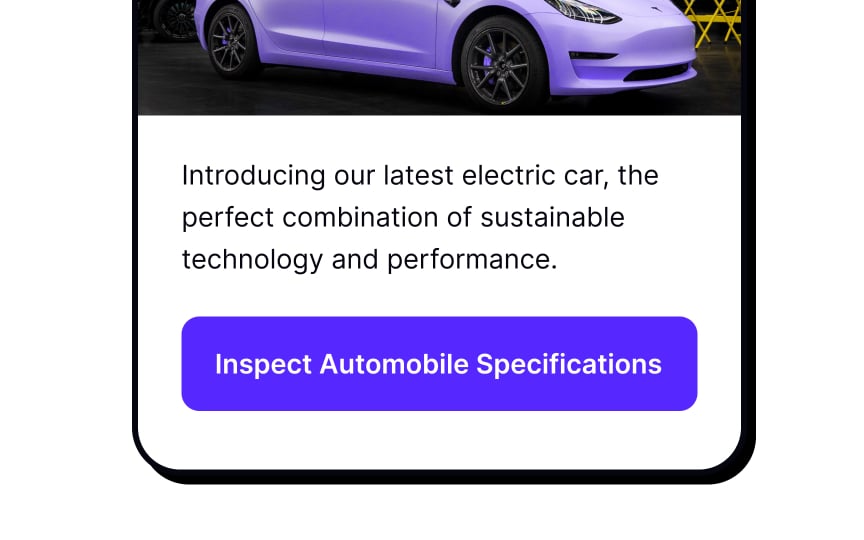 Introducing our latest electric car, the
perfect combination of sustainable
technology and performance.
Inspect Automobile Specifications